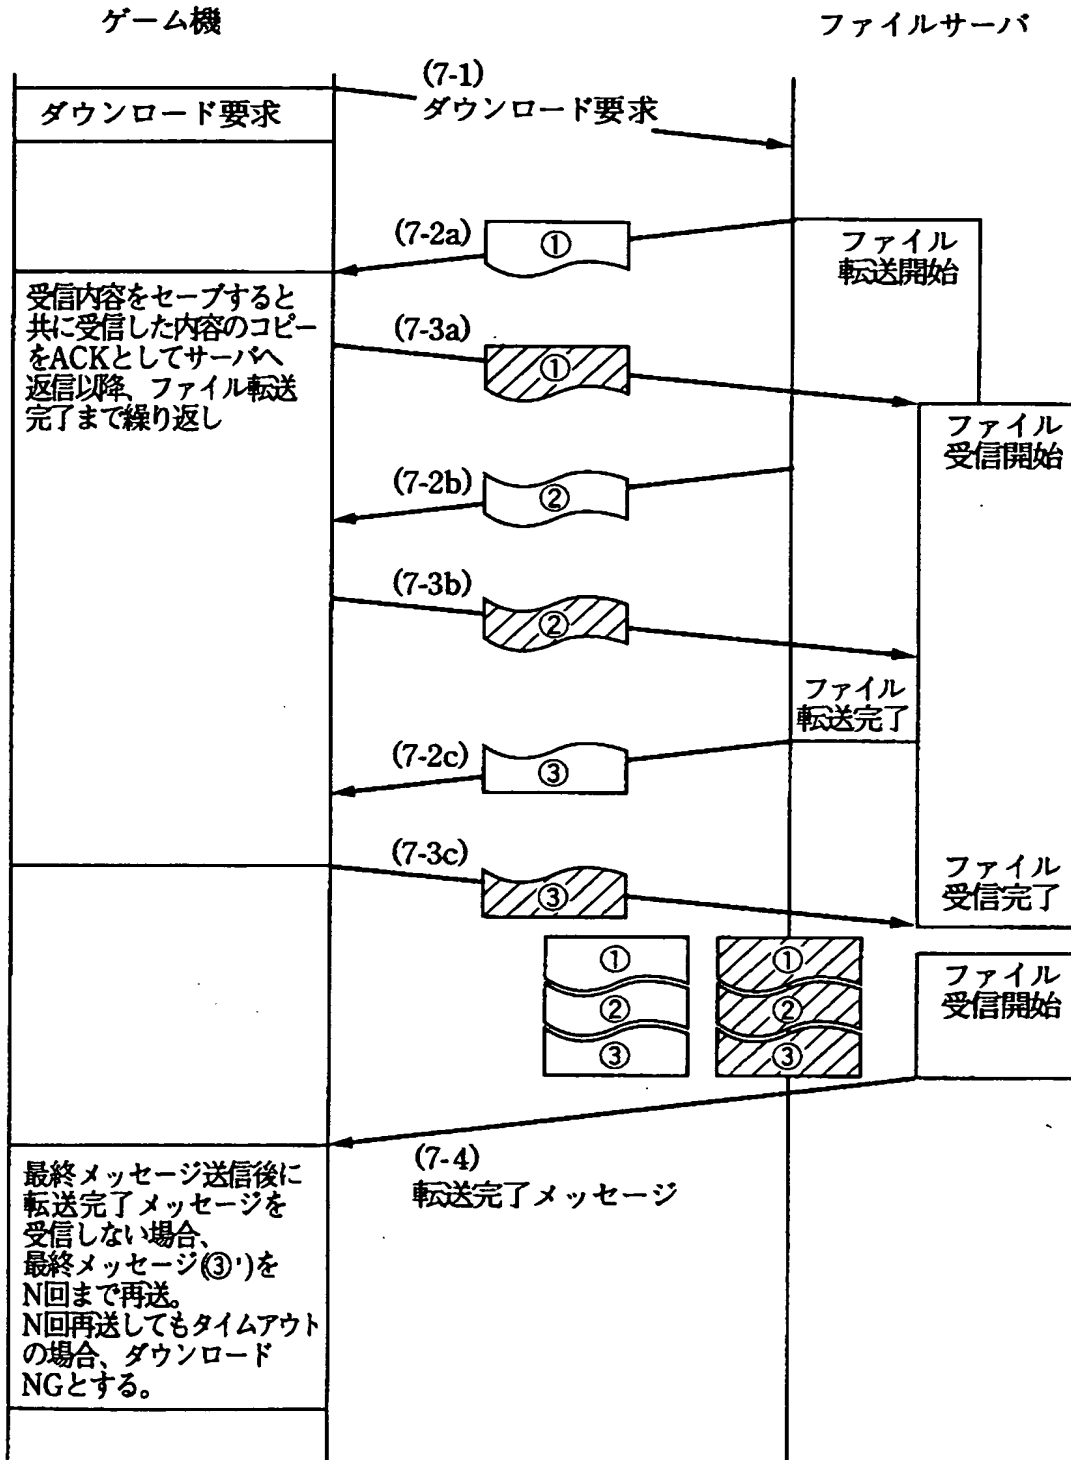 ゲーム機
ファイルサーバ
ダウンロード要求
(7-1)
ダウンロード要求
(7-2a)
①
ファイル
転送開始
受信内容をセーブすると
共に受信した内容のコピー
をACKとしてサーバへ
返信以降、ファイル転送
完了まで繰り返し
(7-3a)
①
ファイル
受信開始
(7-2b)
②
(7-3b)
②
ファイル
転送完了
(7-2c)
③
(7-3c)
③
ファイル
受信完了
①
②
③
①
②
③
ファイル
受信開始
(7-4)
転送完了メッセージ
最終メッセージ送信後に
転送完了メッセージを
受信しない場合、
最終メッセージ(③')を
N回まで再送。
N回再送してもタイムアウト
の場合、ダウンロード
NGとする。